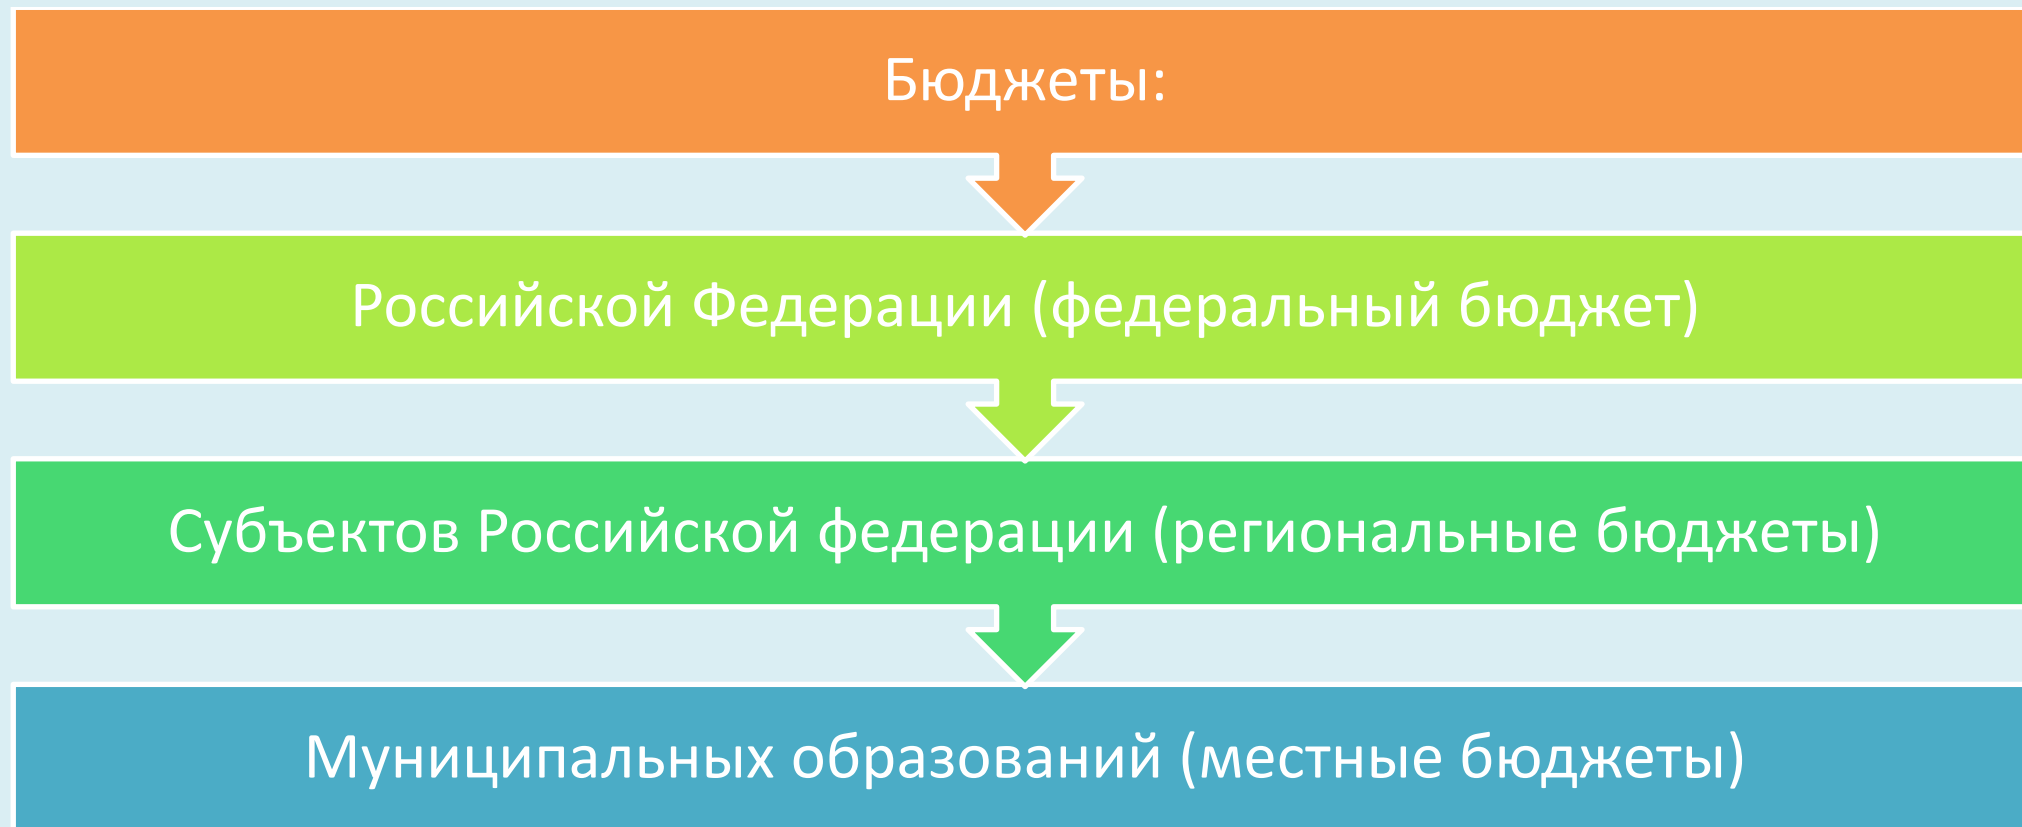 Бюджеты:
Российской Федерации (федеральный бюджет)
Субъектов Российской федерации (региональные бюджеты)
Муниципальных образований (местные бюджеты)